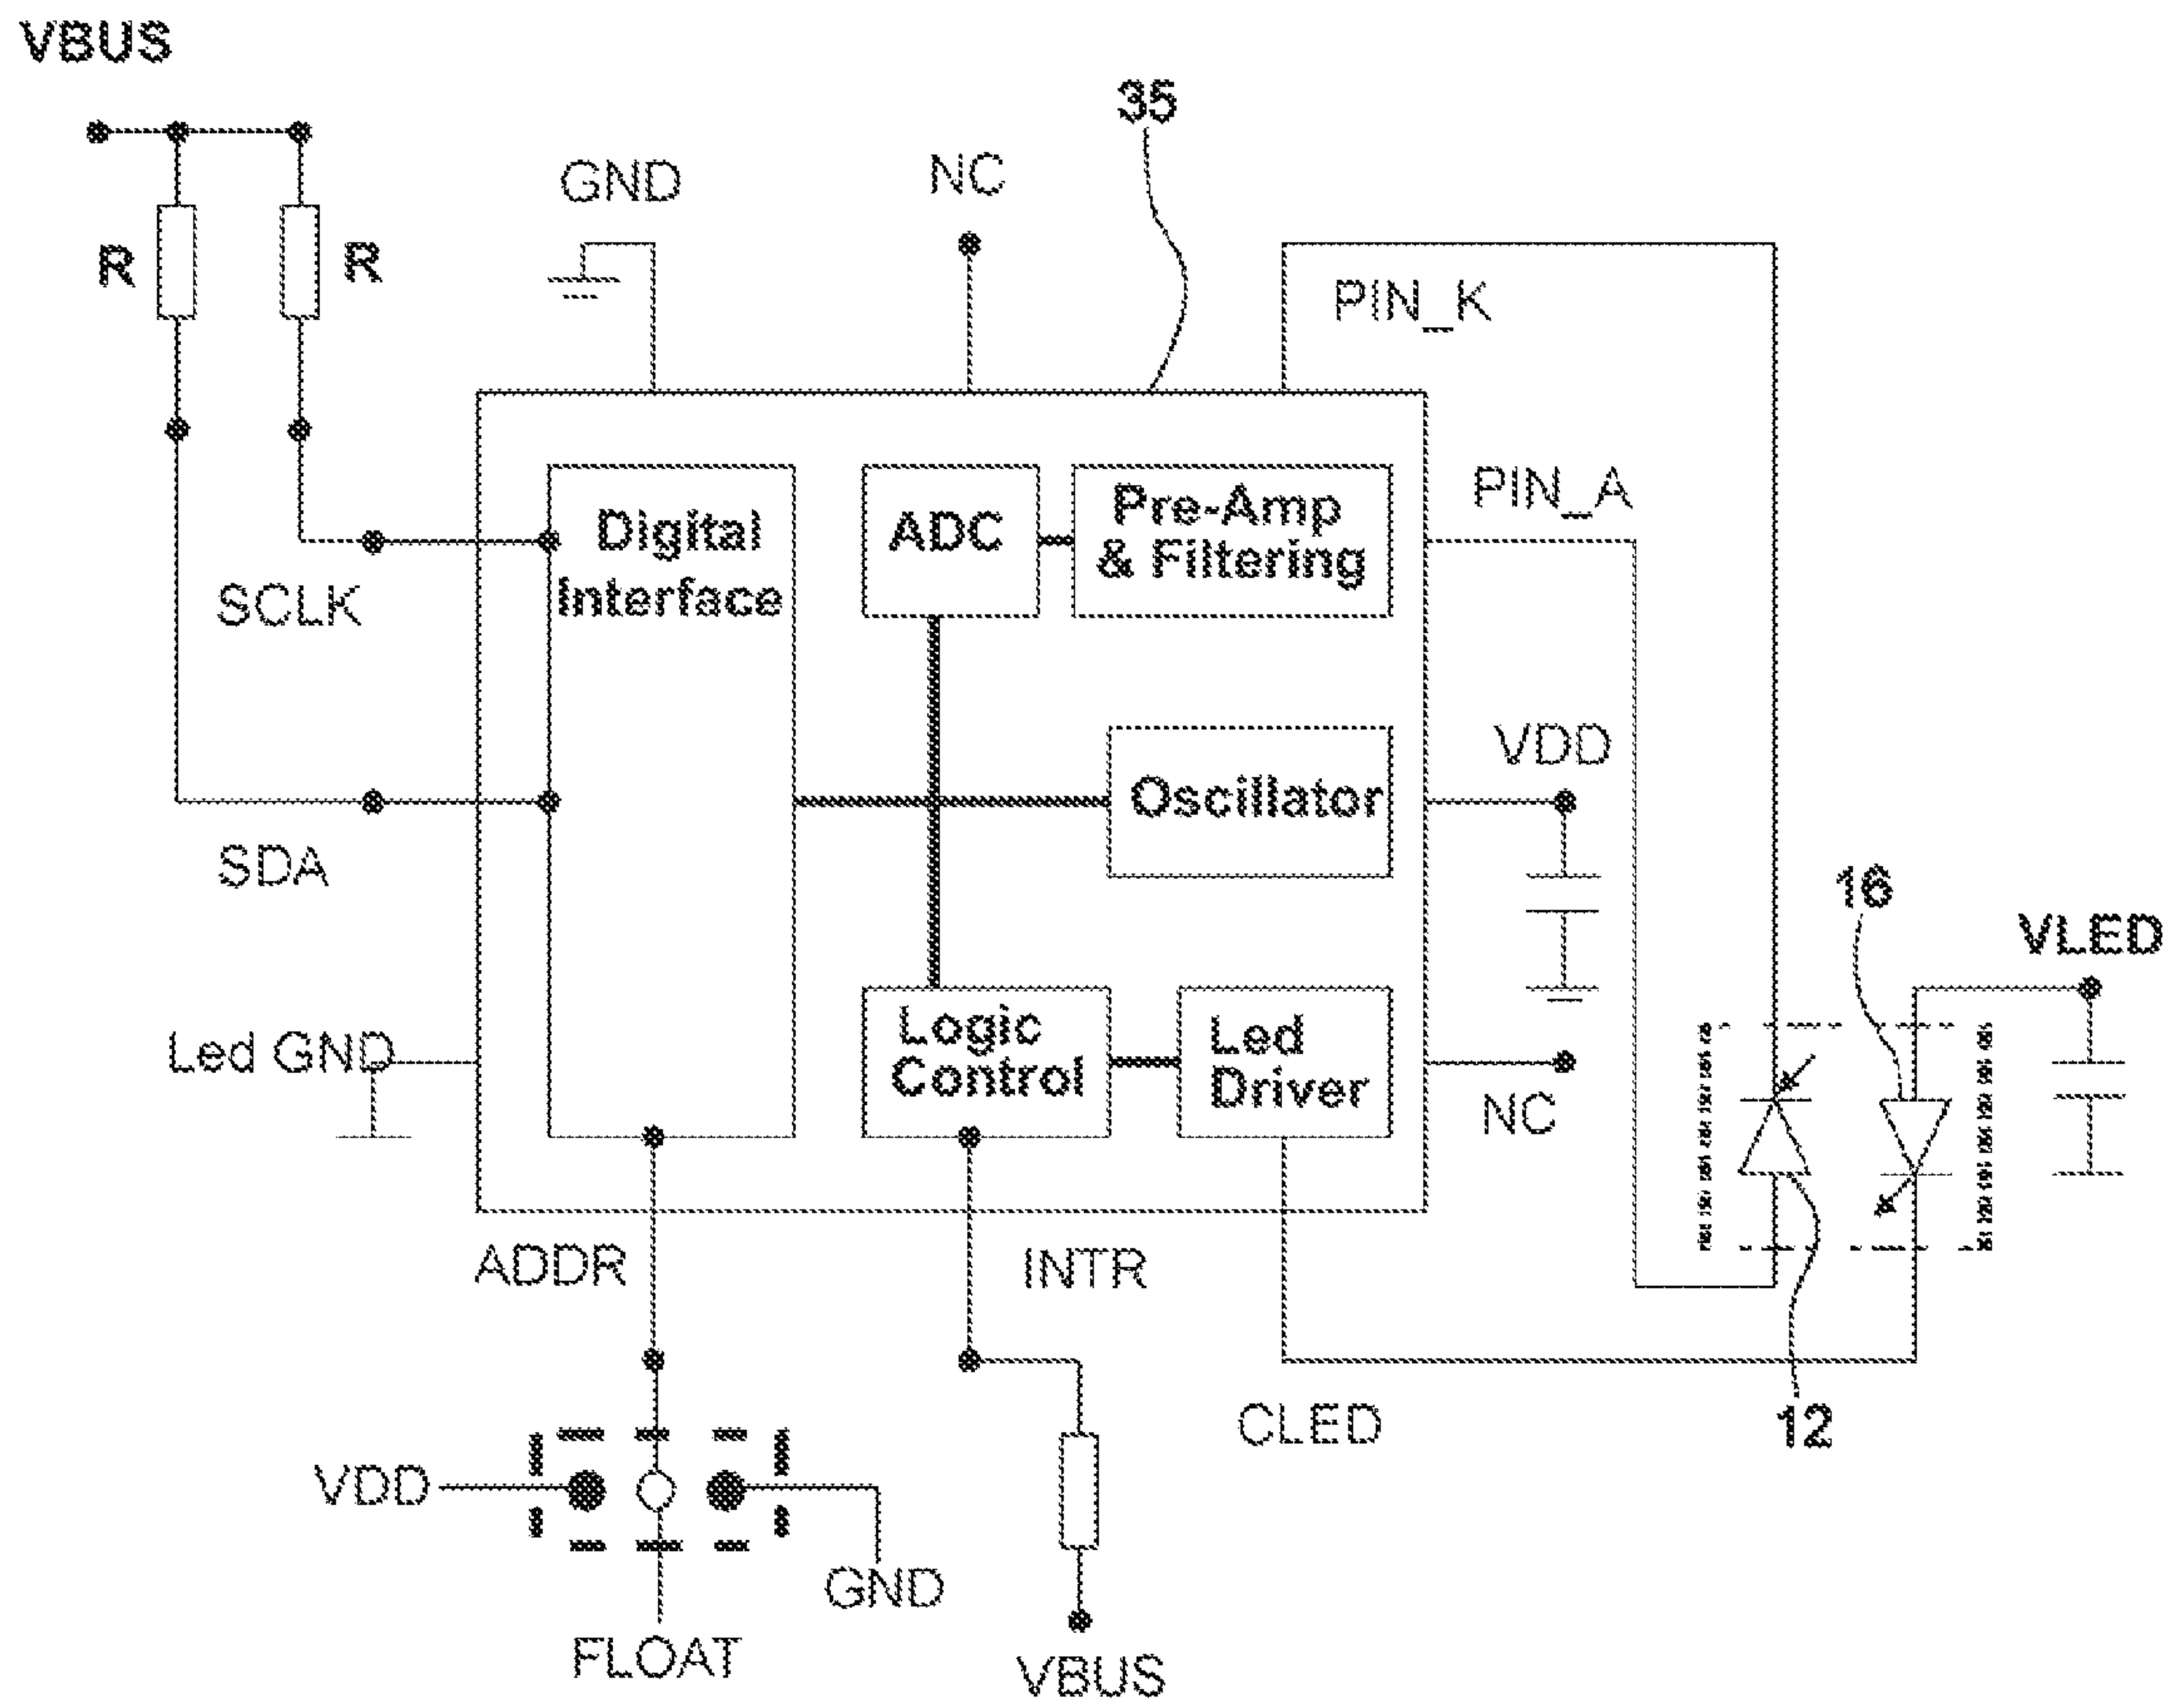 VBUS
35
GND
NC
R
R
PIN_K
PIN_A
Digital
Interface
ADC
Pre-Amp
& Filtering
SCLK
VDD
Oscillator
SDA
16
VLED
Led GND
Logic
Control
Led
Driver
NC
ADDR
INTR
CLED
12
VDD
GND
FLOAT
VBUS